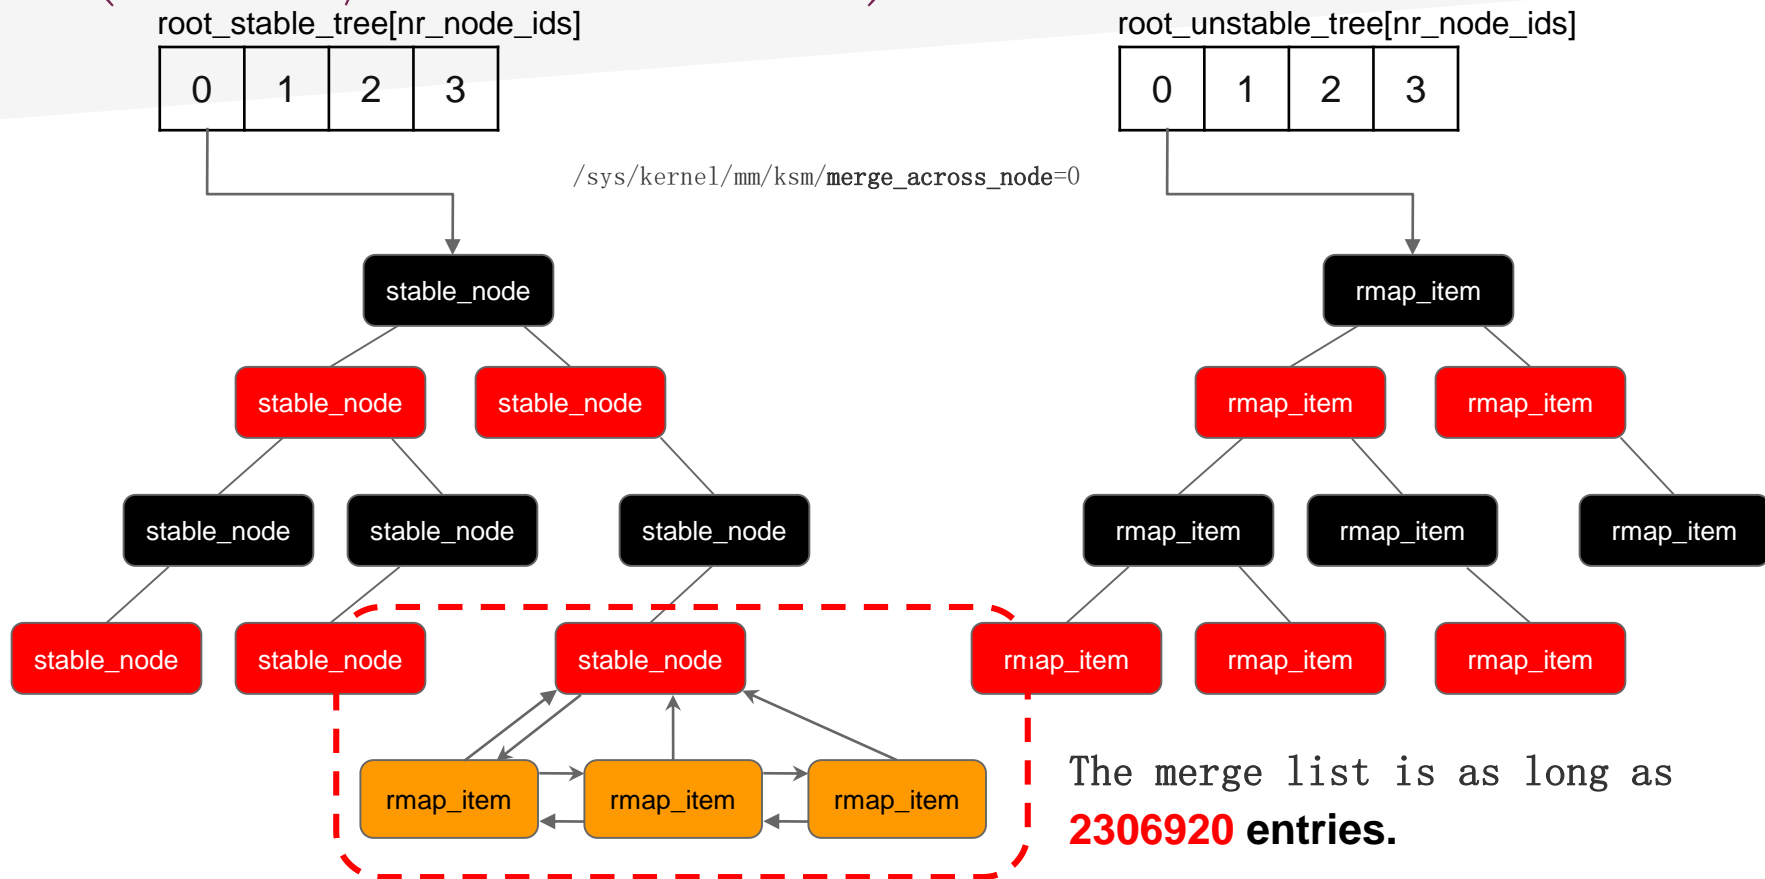 root_stable_tree[nr_node_ids]
root_unstable_tree[nr_node_ids]
0 1 2 3
0 1 2 3
/sys/kernel/mm/ksm/merge_across_node=0
stable_node
rmap_item
stable_node stable_node
rmap_item rmap_item
stable_node stable_node stable_node
rmap_item rmap_item rmap_item
stable_node stable_node stable_node
rmap_item rmap_item rmap_item
rmap_item rmap_item rmap_item
The merge list is as long as
2306920 entries.